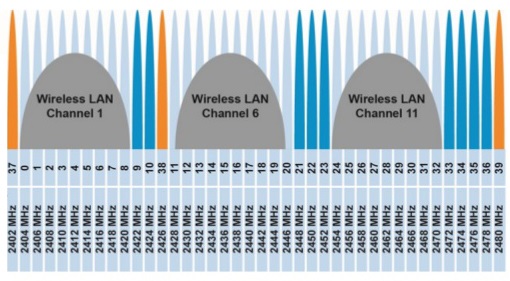 Wireless LAN
Channel 1
Wireless LAN
Channel 6
Wireless LAN
Channel 11
37 0 1 2 3 4 5 6 7 8 9 10 38 11 12 13 14 15 16 17 18 19 20 21 22 23 24 25 26 27 28 29 30 31 32 33 34 35 36 39
2402 MHz 2404 MHz 2406 MHz 2408 MHz 2410 MHz 2412 MHz 2414 MHz 2416 MHz 2418 MHz 2420 MHz 2422 MHz 2424 MHz 2426 MHz 2428 MHz 2430 MHz 2432 MHz 2434 MHz 2436 MHz 2438 MHz 2440 MHz 2442 MHz 2444 MHz 2446 MHz 2448 MHz 2450 MHz 2452 MHz 2454 MHz 2456 MHz 2458 MHz 2460 MHz 2462 MHz 2464 MHz 2466 MHz 2468 MHz 2470 MHz 2472 MHz 2474 MHz 2476 MHz 2478 MHz 2480 MHz